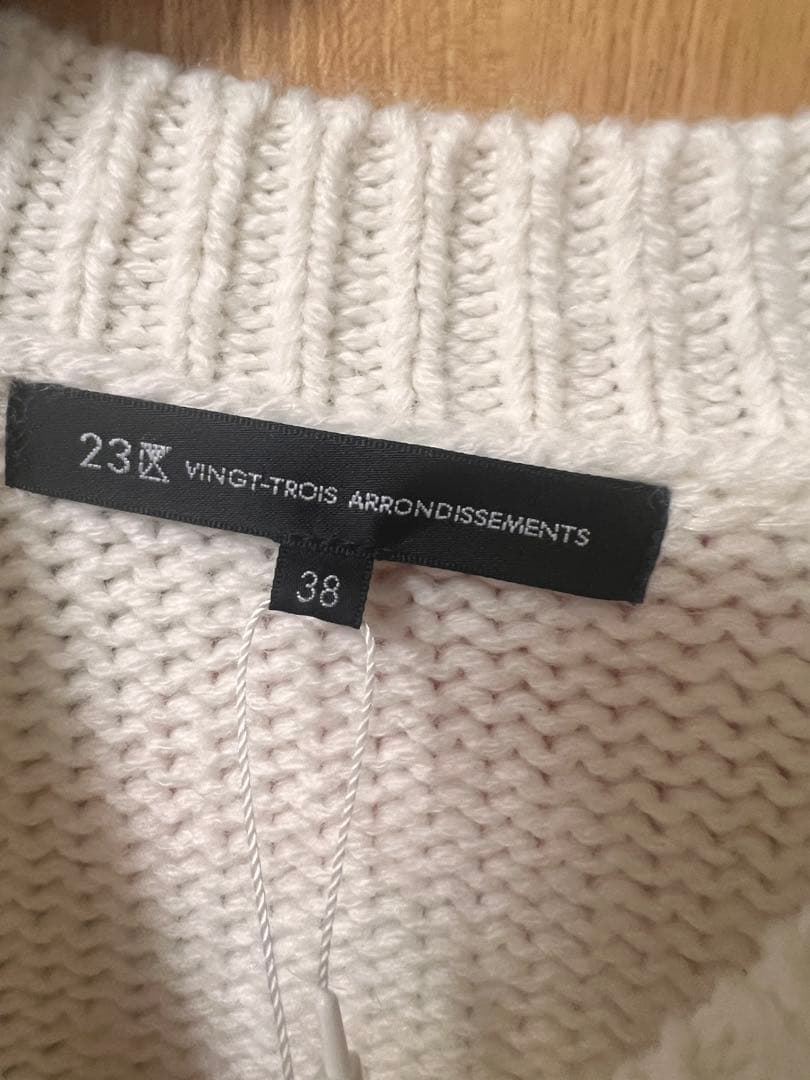 23区 VINGT-TROIS ARRONDISSEMENTS
38